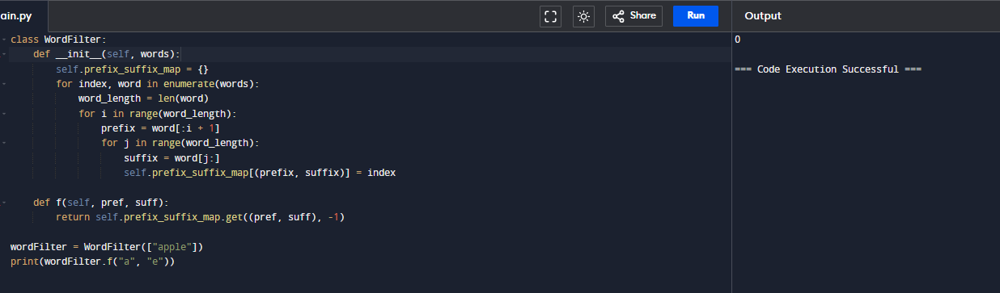 ain.py Share Run Output
class WordFilter:
    def __init__(self, words):
        self.prefix_suffix_map = {}
        for index, word in enumerate(words):
            word_length = len(word)
            for i in range(word_length):
                prefix = word[:i + 1]
                for j in range(word_length):
                    suffix = word[j:]
                    self.prefix_suffix_map[(prefix, suffix)] = index
    def f(self, pref, suff):
        return self.prefix_suffix_map.get((pref, suff), -1)
wordFilter = WordFilter(["apple"])
print(wordFilter.f("a", "e"))
0
=== Code Execution Successful ===